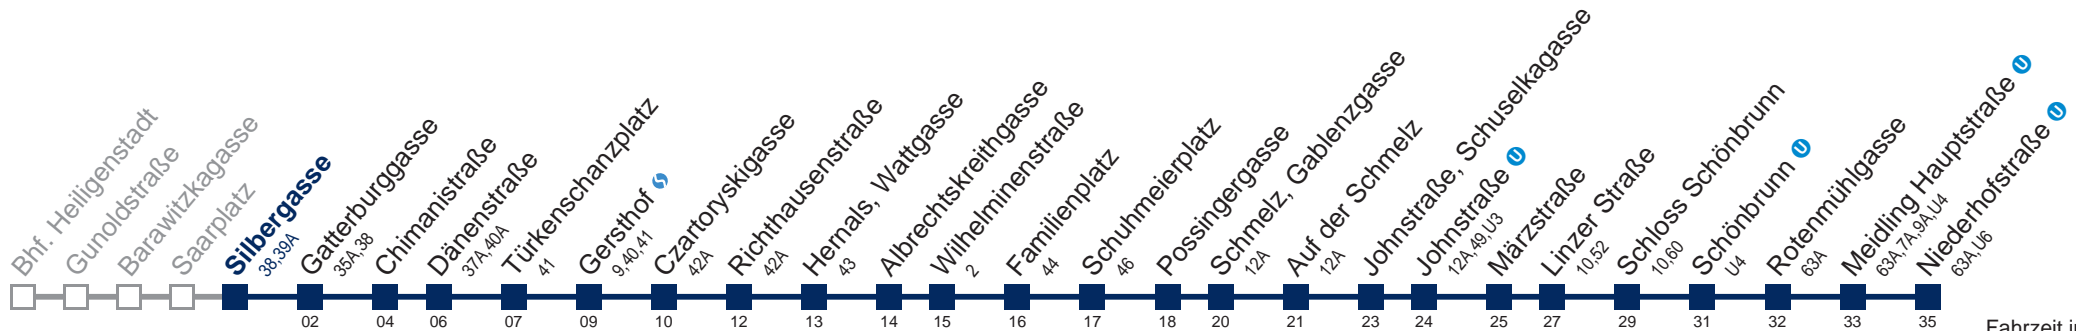 Bhf. Heiligenstadt
Gunoldstraße
Barawitzkagasse
Saarplatz
Silbergasse
38,39A
Gatterburggasse
35A,38
Chimanistraße
Dänenstraße
37A,40A
Türkenschanzplatz
41
Gersthof
9,40,41
Czartoryskigasse
42A
Richthausenstraße
42A
Hernals, Wattgasse
43
Albrechtskreithgasse
Wilhelminenstraße
2
Familienplatz
44
Schuhmeierplatz
46
Possingergasse
Schmelz, Gablenzgasse
12A
Auf der Schmelz
12A
Johnstraße, Schuselkagasse
Johnstraße U
12A,49,U3
Märzstraße
Linzer Straße
10,52
Schloss Schönbrunn
10,60
Schönbrunn U
U4
Rotenmühlgasse
63A
Meidling Hauptstraße U
63A,7A,9A,U4
Niederhofstraße U
63A,U6
02 04 06 07 09 10 12 13 14 15 16 17 18 20 21 23 24 25 27 29 31 32 33 35
Fahrzeit i